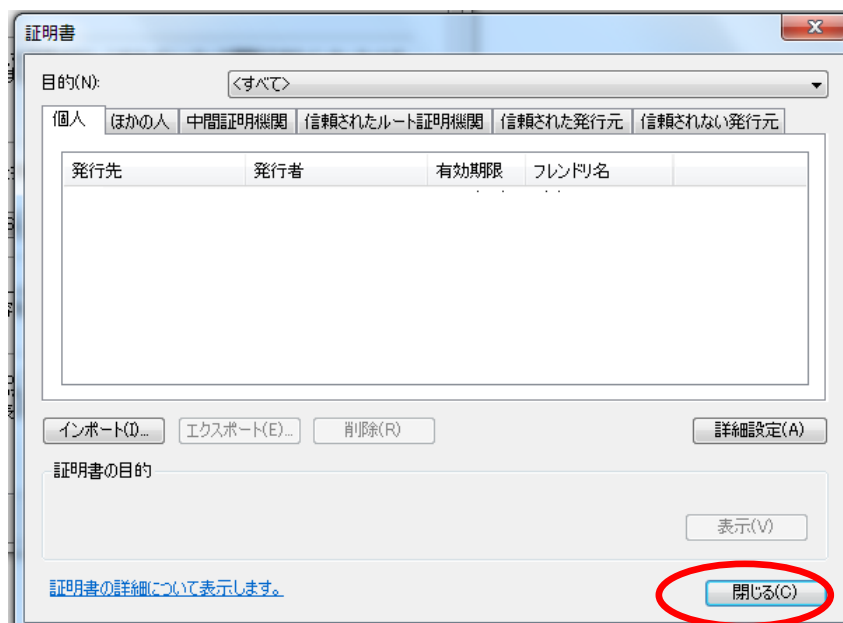 証明書
目的(N): <すべて>
個人 ほかの人 中間証明機関 信頼されたルート証明機関 信頼された発行元 信頼されない発行元
発行先 発行者 有効期限 フレンドリ名
インポート(I)... エクスポート(E)... 削除(R) 詳細設定(A)
証明書の目的
表示(V)
証明書の詳細について表示します。
閉じる(C)